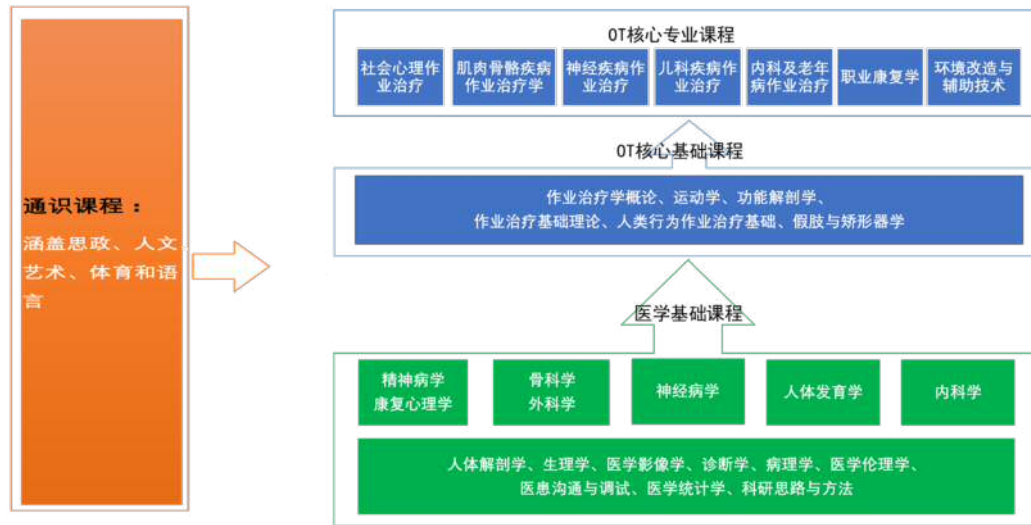 通识课程：
涵盖思政、人文
艺术、体育和语
言
OT核心专业课程
社会心理作
业治疗
肌肉骨骼疾病
作业治疗学
神经疾病作
业治疗
儿科疾病作
业治疗
内科及老年
病作业治疗
职业康复学
环境改造与
辅助技术
OT核心基础课程
作业治疗学概论、运动学、功能解剖学、
作业治疗基础理论、人类行为作业治疗基础、假肢与矫形器学
医学基础课程
精神病学
康复心理学
骨科学
外科学
神经病学
人体发育学
内科学
人体解剖学、生理学、医学影像学、诊断学、病理学、医学伦理学、
医患沟通与调试、医学统计学、科研思路与方法